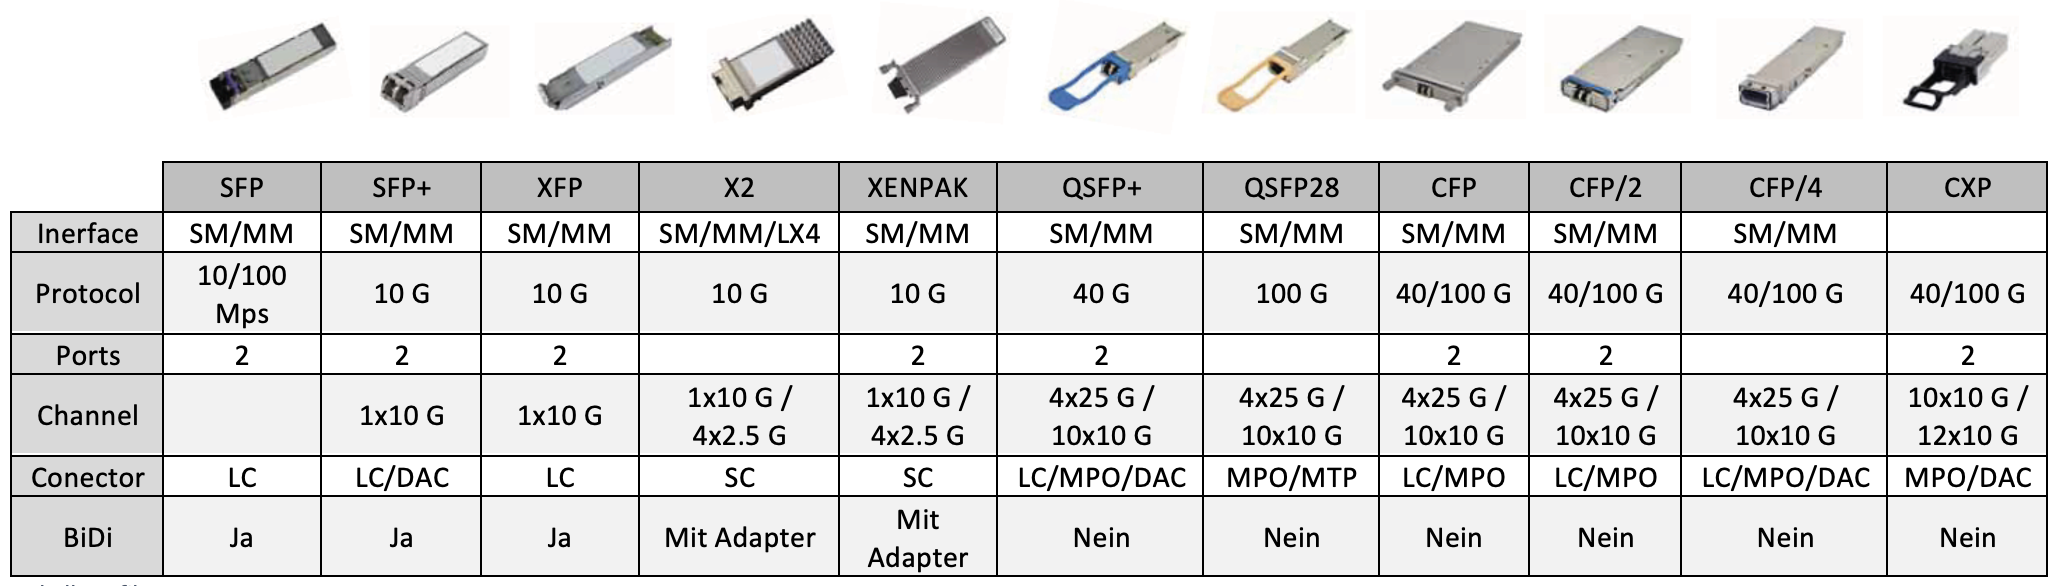 SFP SFP+ XFP X2 XENPAK QSFP+ QSFP28 CFP CFP/2 CFP/4 CXP
Inerface SM/MM SM/MM SM/MM SM/MM/LX4 SM/MM SM/MM SM/MM SM/MM SM/MM SM/MM
Protocol 10/100 Mps 10 G 10 G 10 G 10 G 40 G 100 G 40/100 G 40/100 G 40/100 G 40/100 G
Ports 2 2 2 2 2 2 2 2
Channel 1x10 G 1x10 G 1x10 G / 4x2.5 G 1x10 G / 4x2.5 G 4x25 G / 10x10 G 4x25 G / 10x10 G 4x25 G / 10x10 G 4x25 G / 10x10 G 4x25 G / 10x10 G 10x10 G / 12x10 G
Conector LC LC/DAC LC SC SC LC/MPO/DAC MPO/MTP LC/MPO LC/MPO LC/MPO/DAC MPO/DAC
BiDi Ja Ja Ja Mit Adapter Mit Adapter Nein Nein Nein Nein Nein Nein